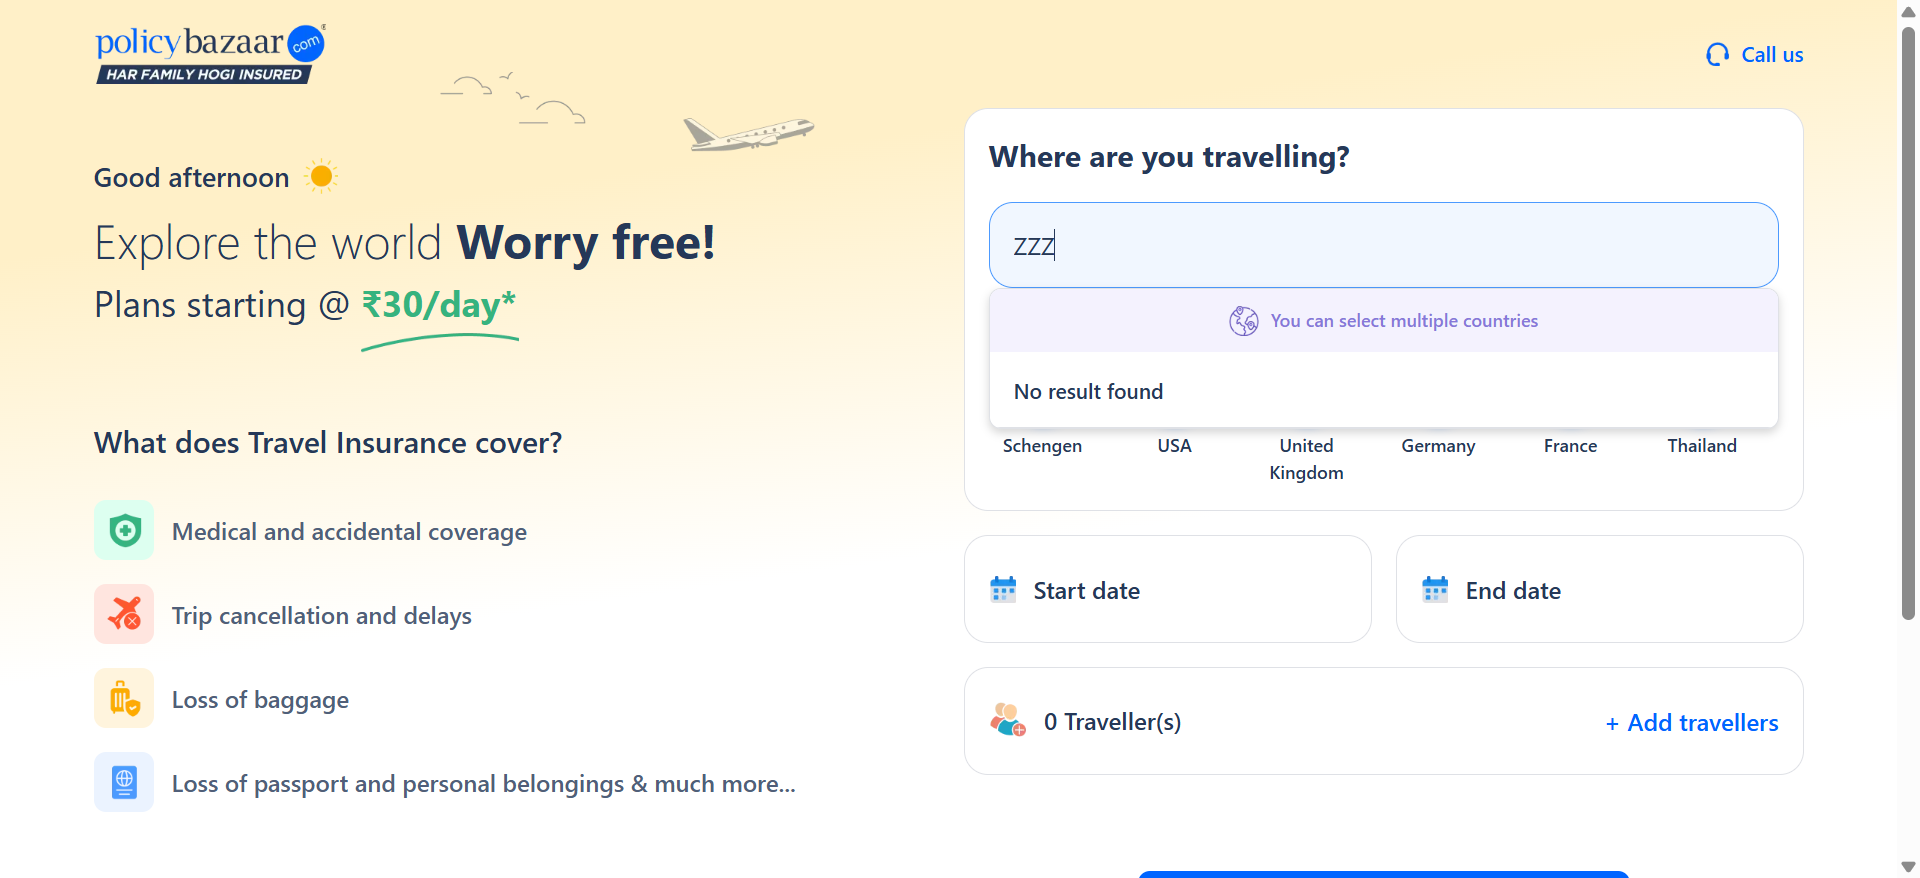 policybazaar com ®
HAR FAMILY HOGI INSURED
Call us
Good afternoon
Explore the world Worry free!
Plans starting @ ₹30/day*
What does Travel Insurance cover?
Medical and accidental coverage
Trip cancellation and delays
Loss of baggage
Loss of passport and personal belongings & much more...
Where are you travelling?
ZZZ
You can select multiple countries
No result found
Schengen
USA
United
Kingdom
Germany
France
Thailand
Start date
End date
0 Traveller(s)
+ Add travellers